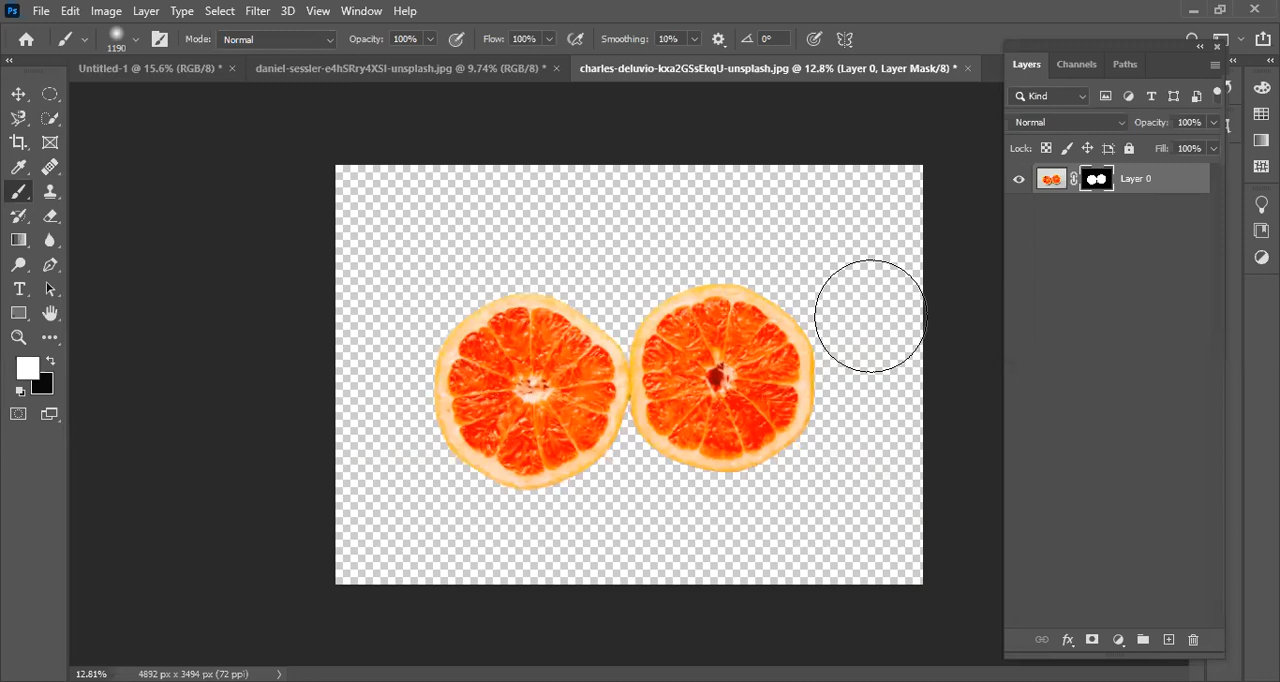 Ps File Edit Image Layer Type Select Filter 3D View Window Help
1190 Mode: Normal Opacity: 100% Flow: 100% Smoothing: 10% 0°
Untitled-1 @ 15.6% (RGB/8) * × daniel-sessler-e4hSRry4XSI-unsplash.jpg @ 9.74% (RGB/8) * × charles-deluvio-kxa2GSsEkqU-unsplash.jpg @ 12.8% (Layer 0, Layer Mask/8) * ×
Layers Channels Paths
Kind
Normal Opacity: 100%
Lock: Fill: 100%
Layer 0
fx
12.81% 4892 px x 3494 px (72 ppi)